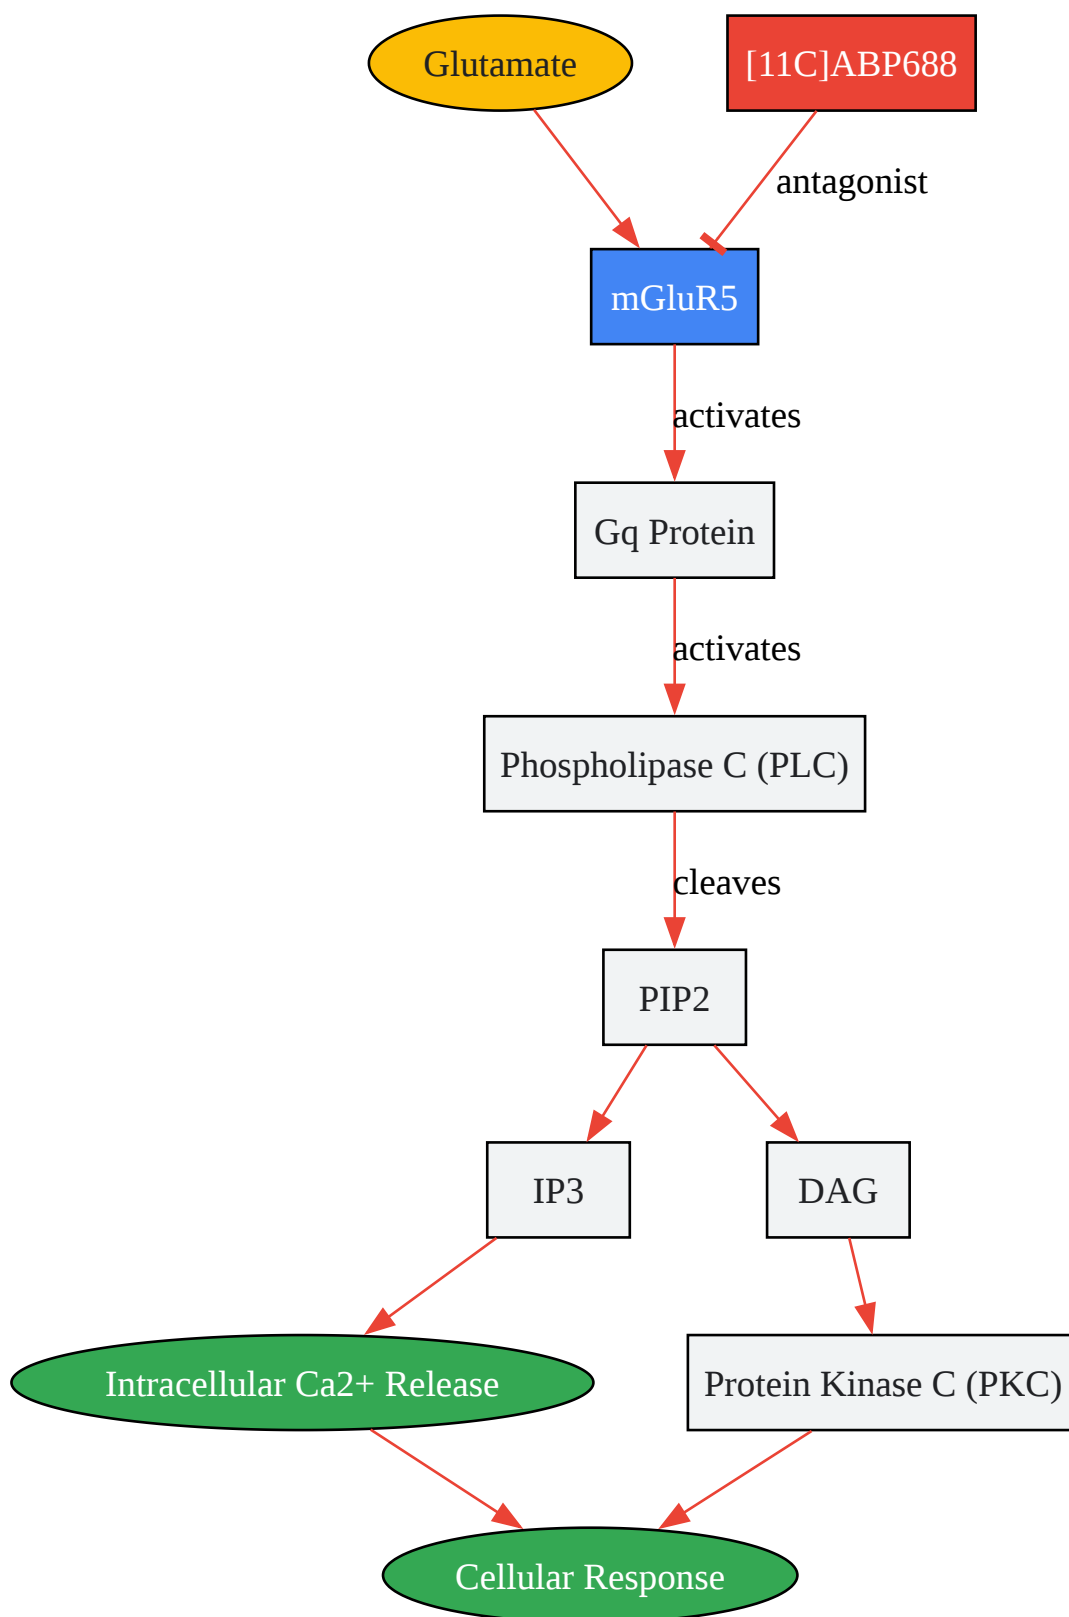 Glutamate
[11C]ABP688
antagonist
mGluR5
activates
Gq Protein
activates
Phospholipase C (PLC)
cleaves
PIP2
IP3
DAG
Intracellular Ca2+ Release
Protein Kinase C (PKC)
Cellular Response